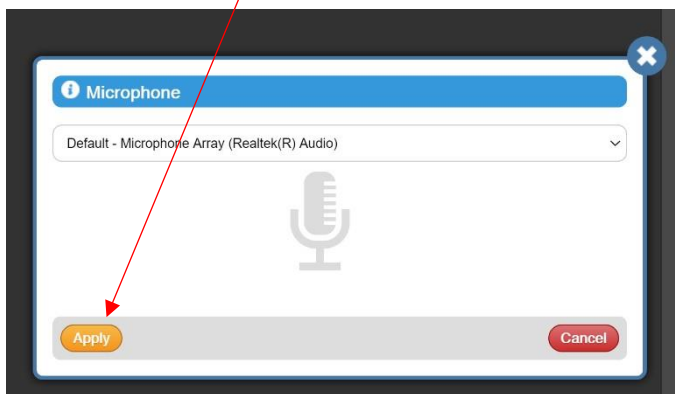 Microphone
Default - Microphone Array (Realtek(R) Audio)
Apply
Cancel